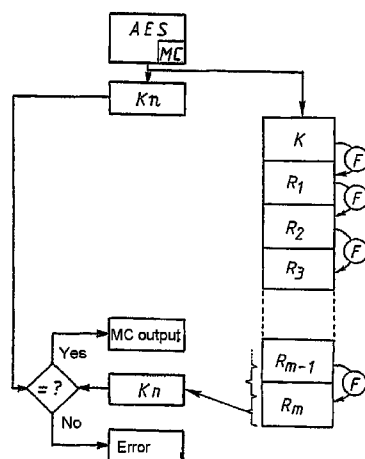 AES
MC
Kn
K
F
R1
F
R2
F
R3
MC output
Yes
= ?
Kn
Rm-1
F
Rm
No
Error